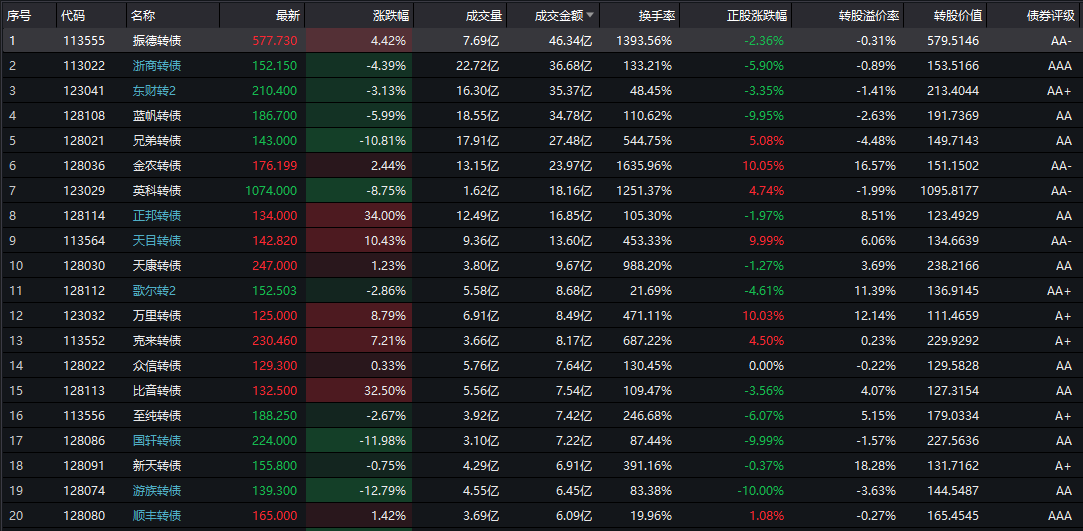 序号 代码 名称 最新 涨跌幅 成交量 成交金额 换手率 正股涨跌幅 转股溢价率 转股价值 债券评级
1 113555 振德转债 577.730 4.42% 7.69亿 46.34亿 1393.56% -2.36% -0.31% 579.5146 AA-
2 113022 浙商转债 152.150 -4.39% 22.72亿 36.68亿 133.21% -5.90% -0.89% 153.5166 AAA
3 123041 东财转2 210.400 -3.13% 16.30亿 35.37亿 48.45% -3.35% -1.41% 213.4044 AA+
4 128108 蓝帆转债 186.700 -5.99% 18.55亿 34.78亿 110.62% -9.95% -2.63% 191.7369 AA
5 128021 兄弟转债 143.000 -10.81% 17.91亿 27.48亿 544.75% 5.08% -4.48% 149.7143 AA
6 128036 金农转债 176.199 2.44% 13.15亿 23.97亿 1635.96% 10.05% 16.57% 151.1502 AA-
7 123029 英科转债 1074.000 -8.75% 1.62亿 18.16亿 1251.37% 4.74% -1.99% 1095.8177 AA-
8 128114 正邦转债 134.000 34.00% 12.49亿 16.85亿 105.30% -1.97% 8.51% 123.4929 AA
9 113564 天目转债 142.820 10.43% 9.36亿 13.60亿 453.33% 9.99% 6.06% 134.6639 AA-
10 128030 天康转债 247.000 1.23% 3.80亿 9.67亿 988.20% -1.27% 3.69% 238.2166 AA
11 128112 歌尔转2 152.503 -2.86% 5.58亿 8.68亿 21.69% -4.61% 11.39% 136.9145 AA+
12 123032 万里转债 125.000 8.79% 6.91亿 8.49亿 471.11% 10.03% 12.14% 111.4659 A+
13 113552 克来转债 230.460 7.21% 3.66亿 8.17亿 687.22% 4.50% 0.23% 229.9292 A+
14 128022 众信转债 129.300 0.33% 5.76亿 7.64亿 130.45% 0.00% -0.22% 129.5828 AA
15 128113 比音转债 132.500 32.50% 5.56亿 7.54亿 109.47% -3.56% 4.07% 127.3154 AA
16 113556 至纯转债 188.250 -2.67% 3.92亿 7.42亿 246.68% -6.07% 5.15% 179.0334 A+
17 128086 国轩转债 224.000 -11.98% 3.10亿 7.22亿 87.44% -9.99% -1.57% 227.5636 AA
18 128091 新天转债 155.800 -0.75% 4.29亿 6.91亿 391.16% -0.37% 18.28% 131.7162 A+
19 128074 游族转债 139.300 -12.79% 4.55亿 6.45亿 83.38% -10.00% -3.63% 144.5487 AA
20 128080 顺丰转债 165.000 1.42% 3.69亿 6.09亿 19.96% 1.08% -0.27% 165.4545 AAA